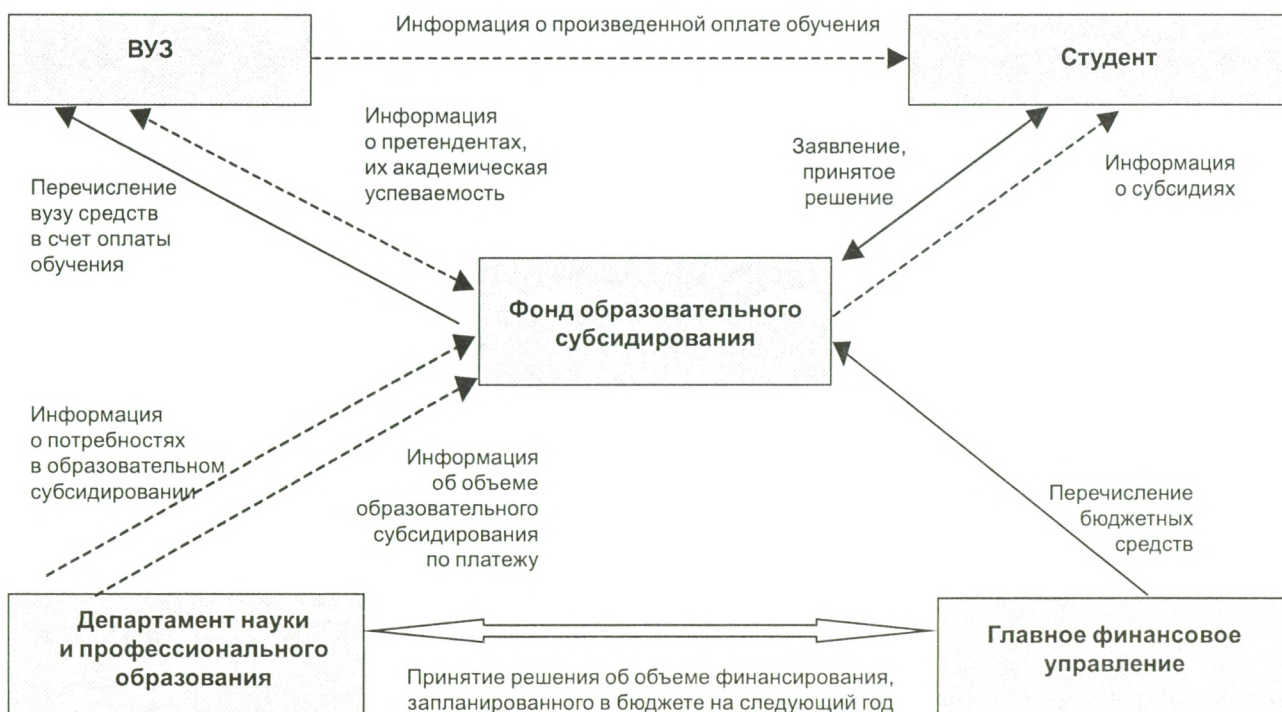 Информация о произведенной оплате обучения
ВУЗ
Студент
Информация
о претендентах,
их академическая
успеваемость
Заявление,
принятое
решение
Информация
о субсидиях
Перечисление
вузу средств
в счет оплаты
обучения
Фонд образовательного
субсидирования
Информация
о потребностях
в образовательном
субсидировании
Информация
об объеме
образовательного
субсидирования
по платежу
Перечисление
бюджетных
средств
Департамент науки
и профессионального
образования
Главное финансовое
управление
Принятие решения об объеме финансирования,
запланированного в бюджете на следующий год